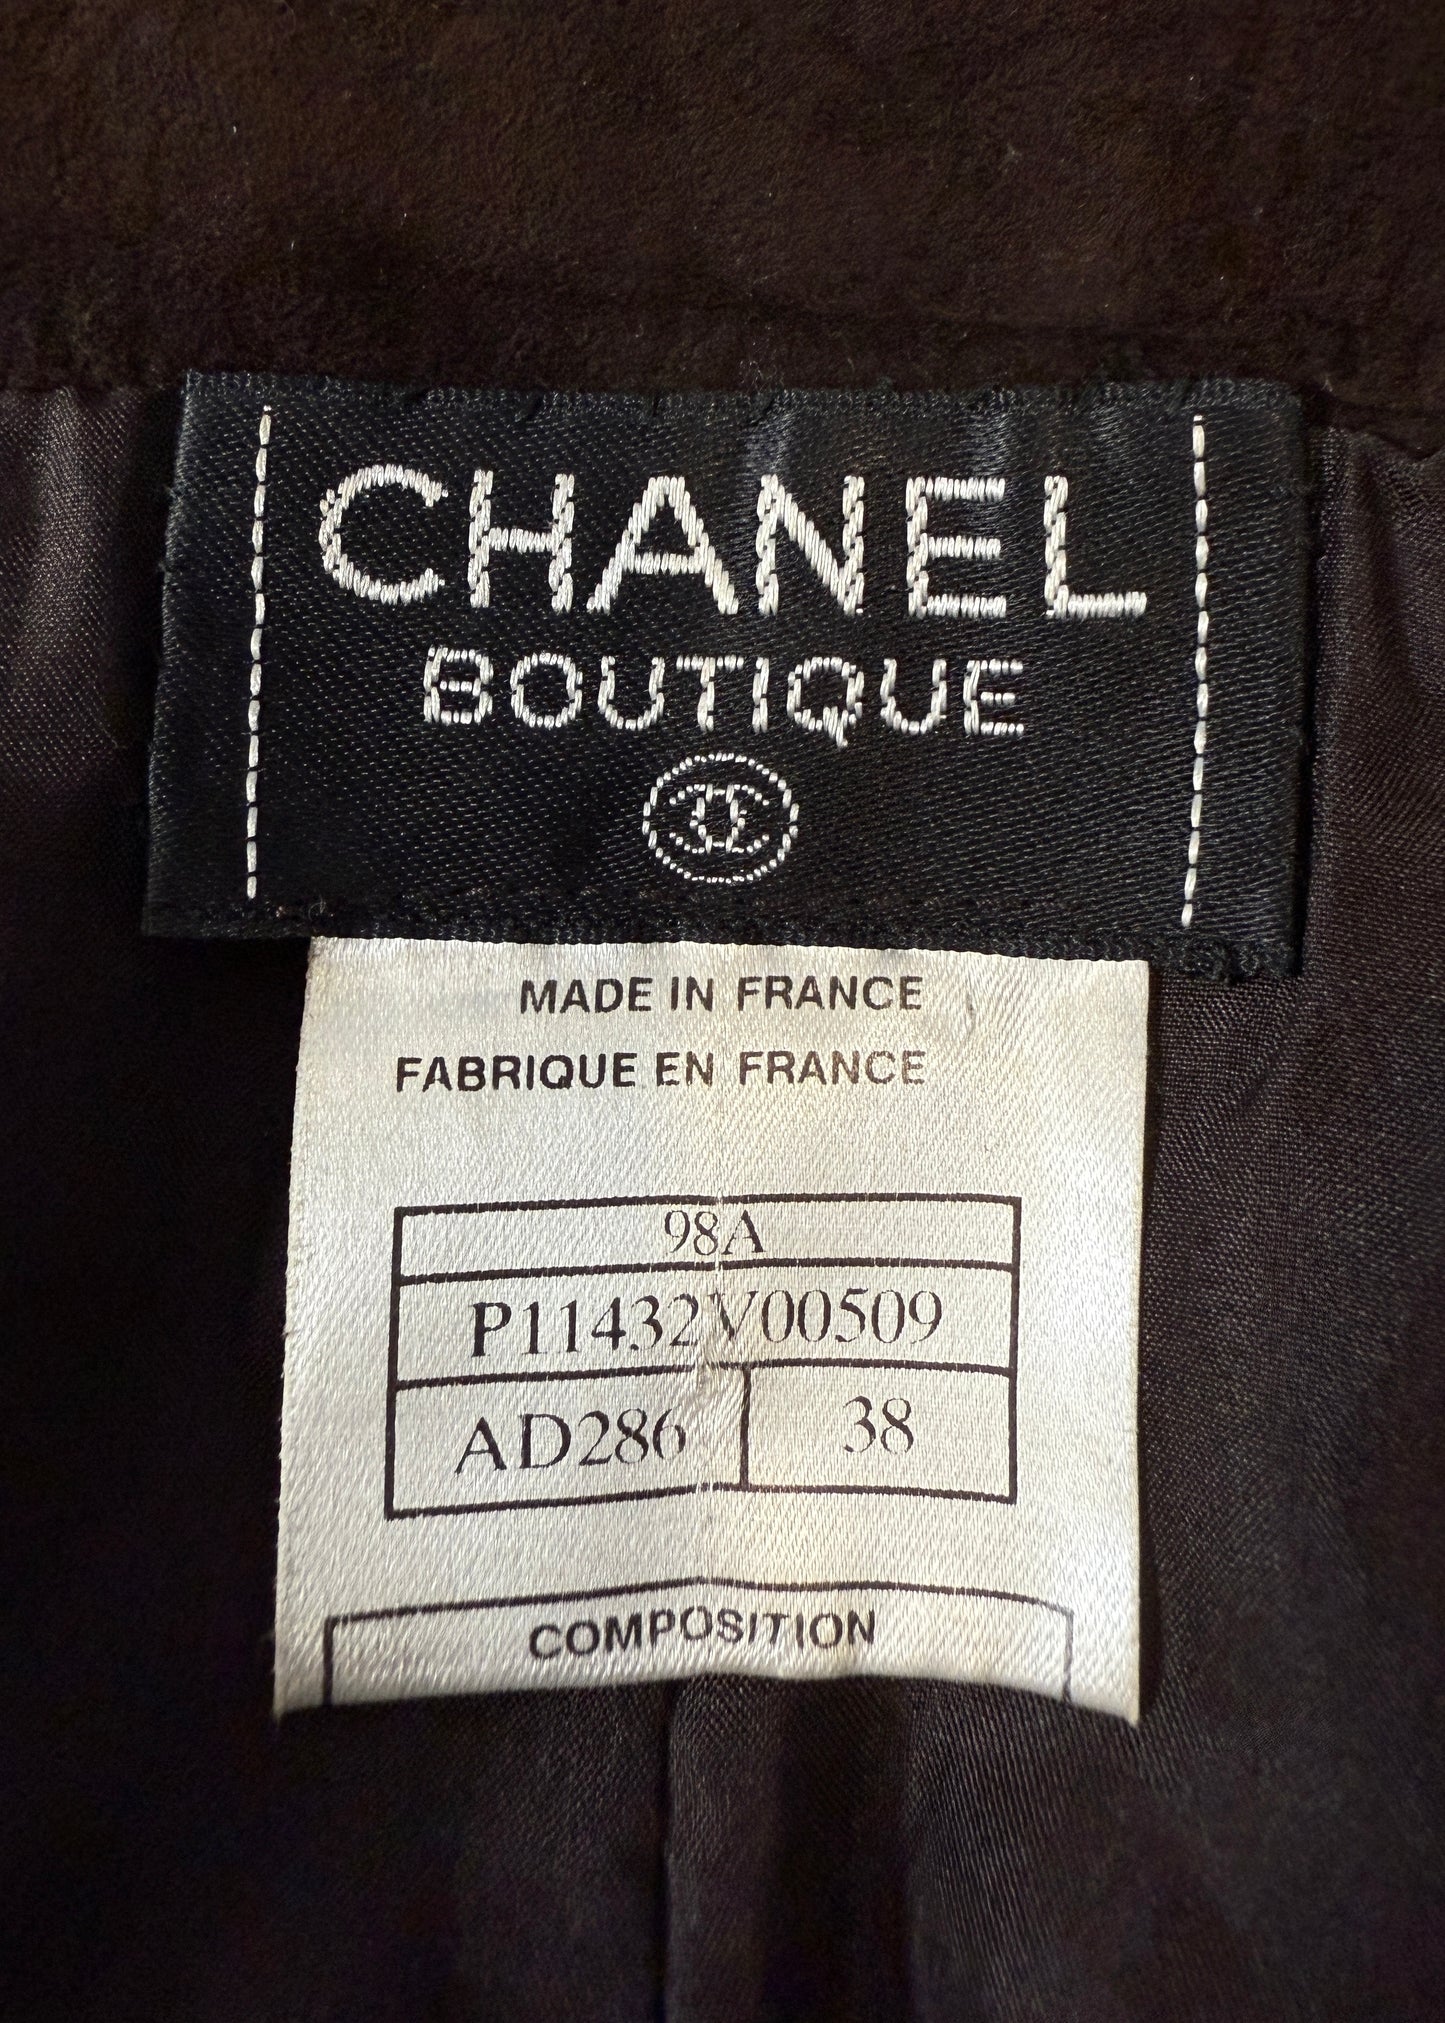 CHANEL
BOUTIQUE
MADE IN FRANCE
FABRIQUE EN FRANCE
98A
P11432V00509
AD286 38
COMPOSITION